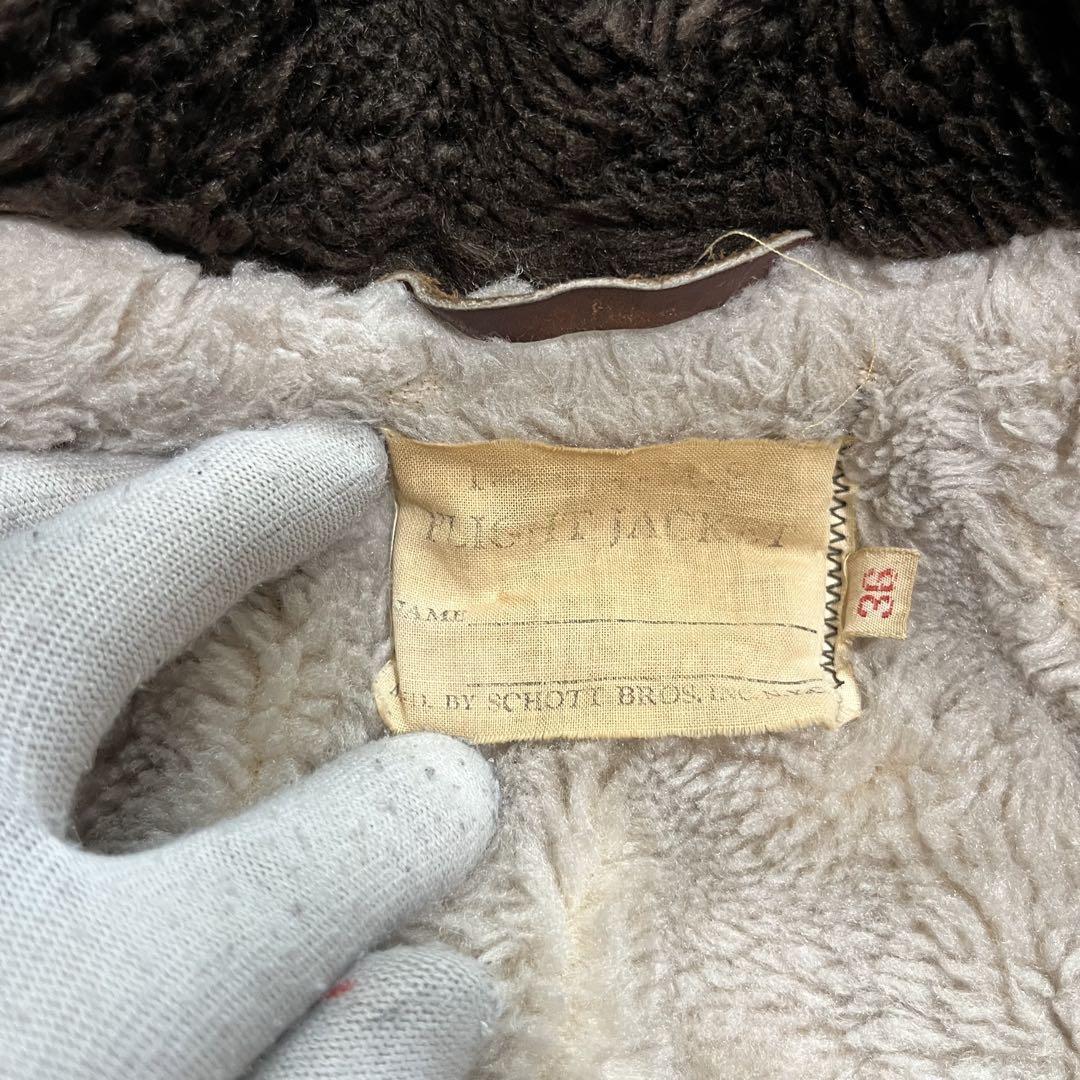 FLIGHT JACKET
NAME
BY SCHOTT BROS. INC. N.Y.C.
36